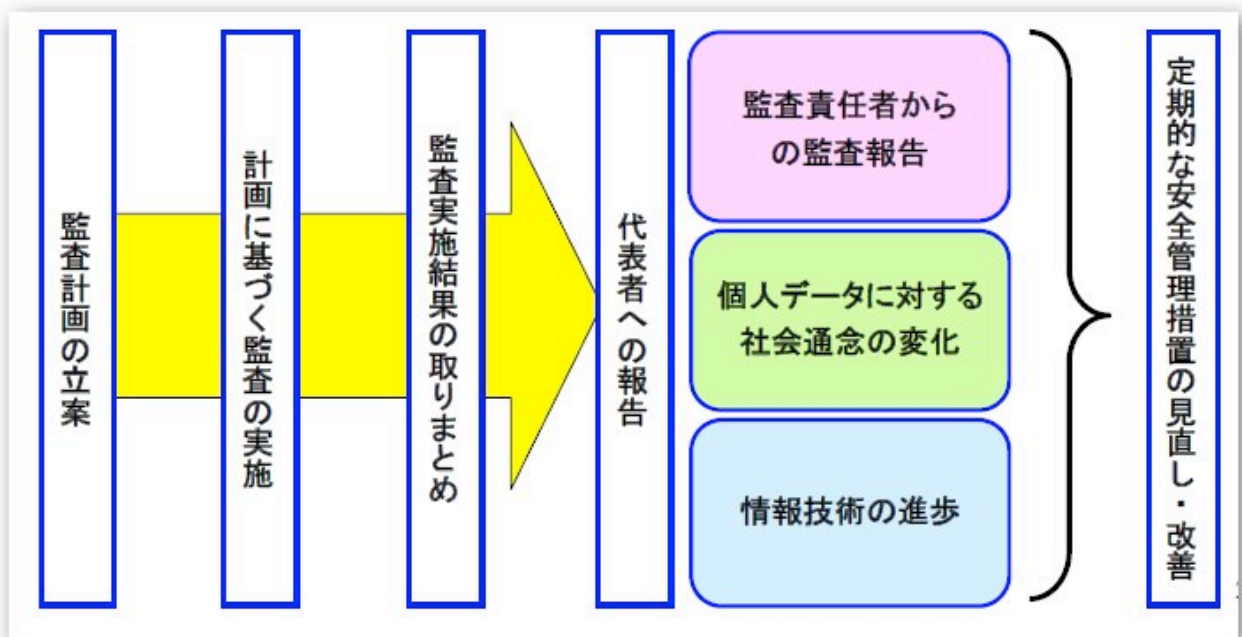 監査計画の立案
計画に基づく監査の実施
監査実施結果の取りまとめ
代表者への報告
監査責任者から
の監査報告
個人データに対する
社会通念の変化
情報技術の進歩
定期的な安全管理措置の見直し・改善